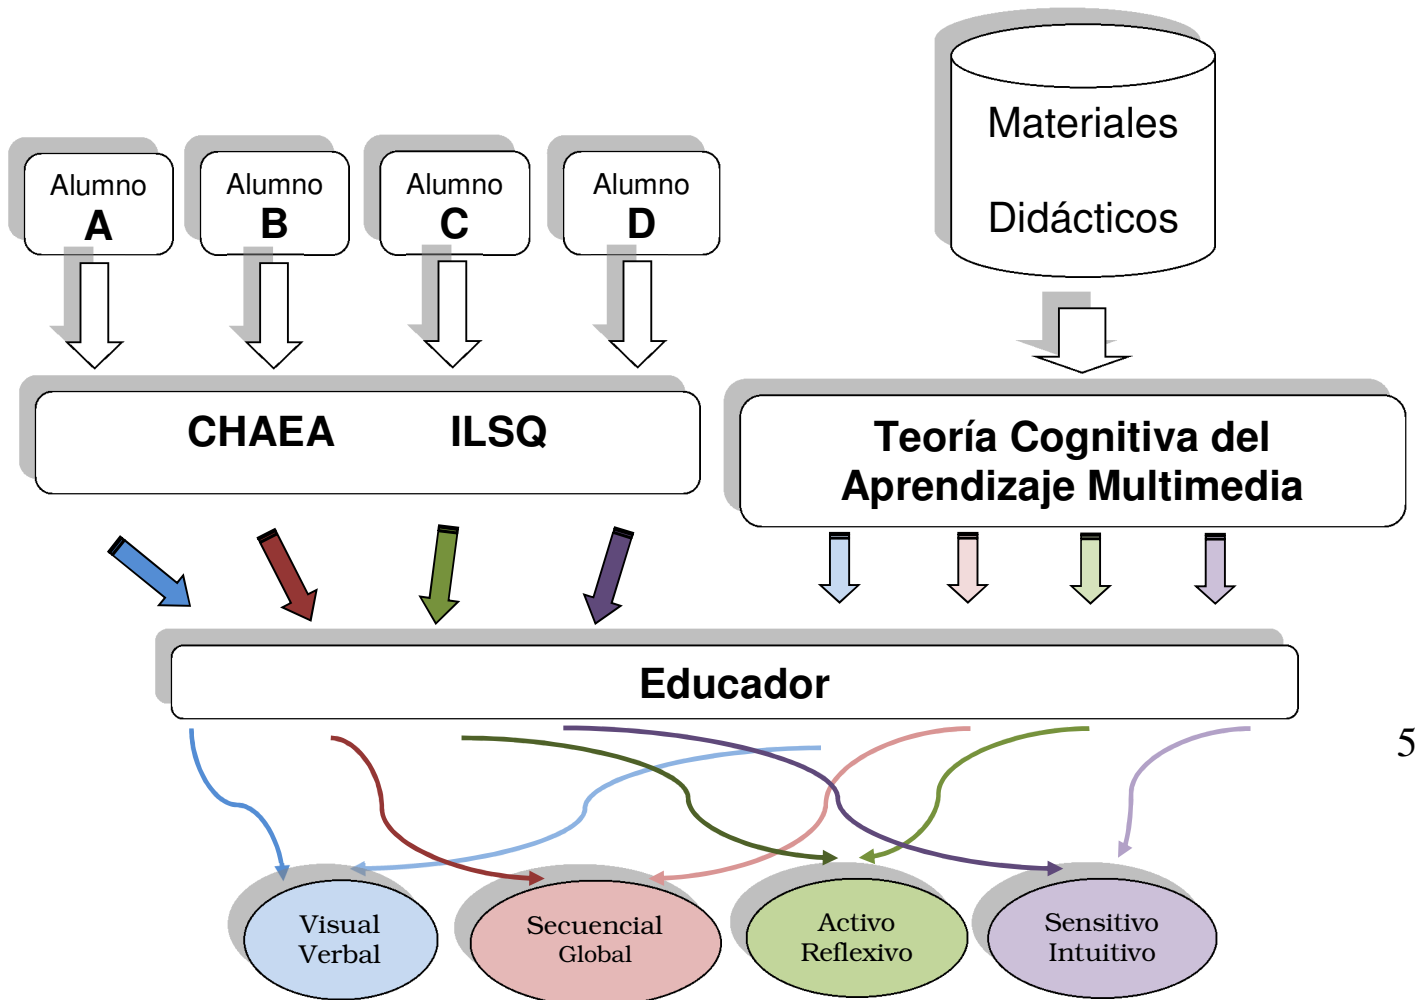 Alumno
A
Alumno
B
Alumno
C
Alumno
D
Materiales
Didácticos
CHAEA ILSQ
Teoría Cognitiva del
Aprendizaje Multimedia
Educador
5
Visual
Verbal
Secuencial
Global
Activo
Reflexivo
Sensitivo
Intuitivo